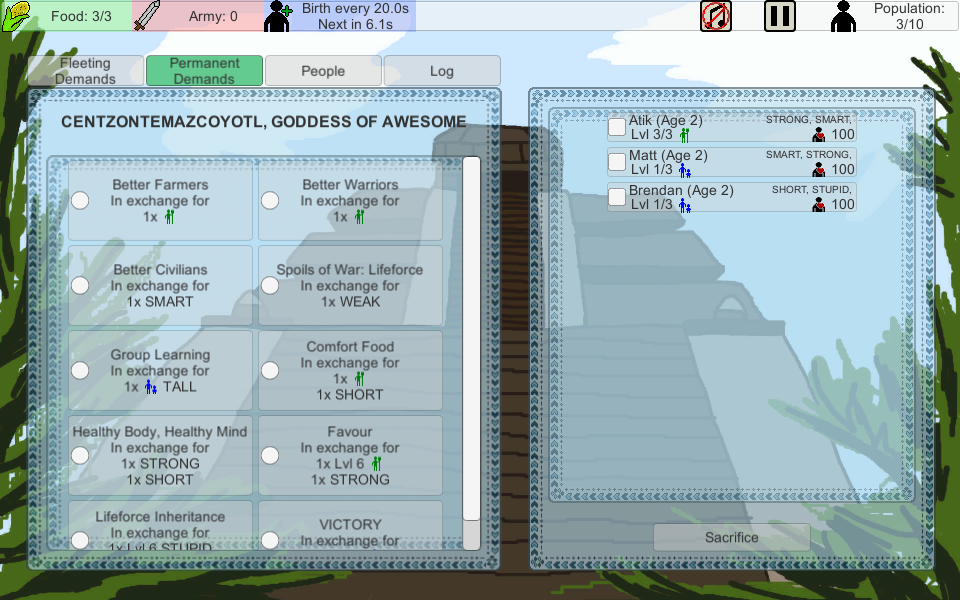 Food: 3/3
Army: 0
Birth every 20.0s
Next in 6.1s
Population:
3/10
Fleeting
Demands
Permanent
Demands
People
Log
CENTZONTEMAZCOYOTL, GODDESS OF AWESOME
Better Farmers
In exchange for
1x
Better Warriors
In exchange for
1x
Better Civilians
In exchange for
1x SMART
Spoils of War: Lifeforce
In exchange for
1x WEAK
Group Learning
In exchange for
1x TALL
Comfort Food
In exchange for
1x
1x SHORT
Healthy Body, Healthy Mind
In exchange for
1x STRONG
1x SHORT
Favour
In exchange for
1x Lvl 6
1x STRONG
Lifeforce Inheritance
In exchange for
1x Lvl 6 STUPID
VICTORY
In exchange for
Atik (Age 2)
STRONG, SMART,
Lvl 3/3
100
Matt (Age 2)
SMART, STRONG,
Lvl 1/3
100
Brendan (Age 2)
SHORT, STUPID,
Lvl 1/3
100
Sacrifice